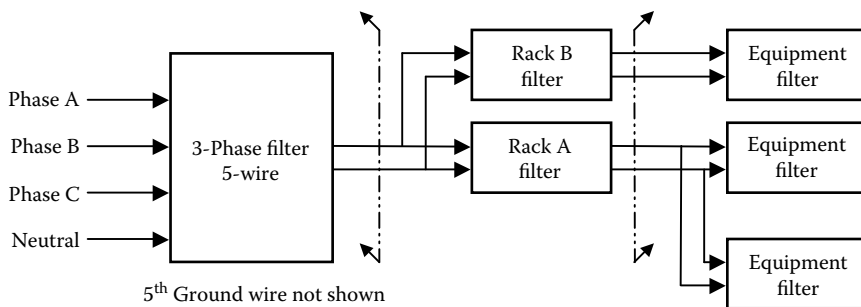 Phase A
Phase B
Phase C
Neutral
3-Phase filter
5-wire
5th Ground wire not shown
Rack B
filter
Rack A
filter
Equipment
filter
Equipment
filter
Equipment
filter